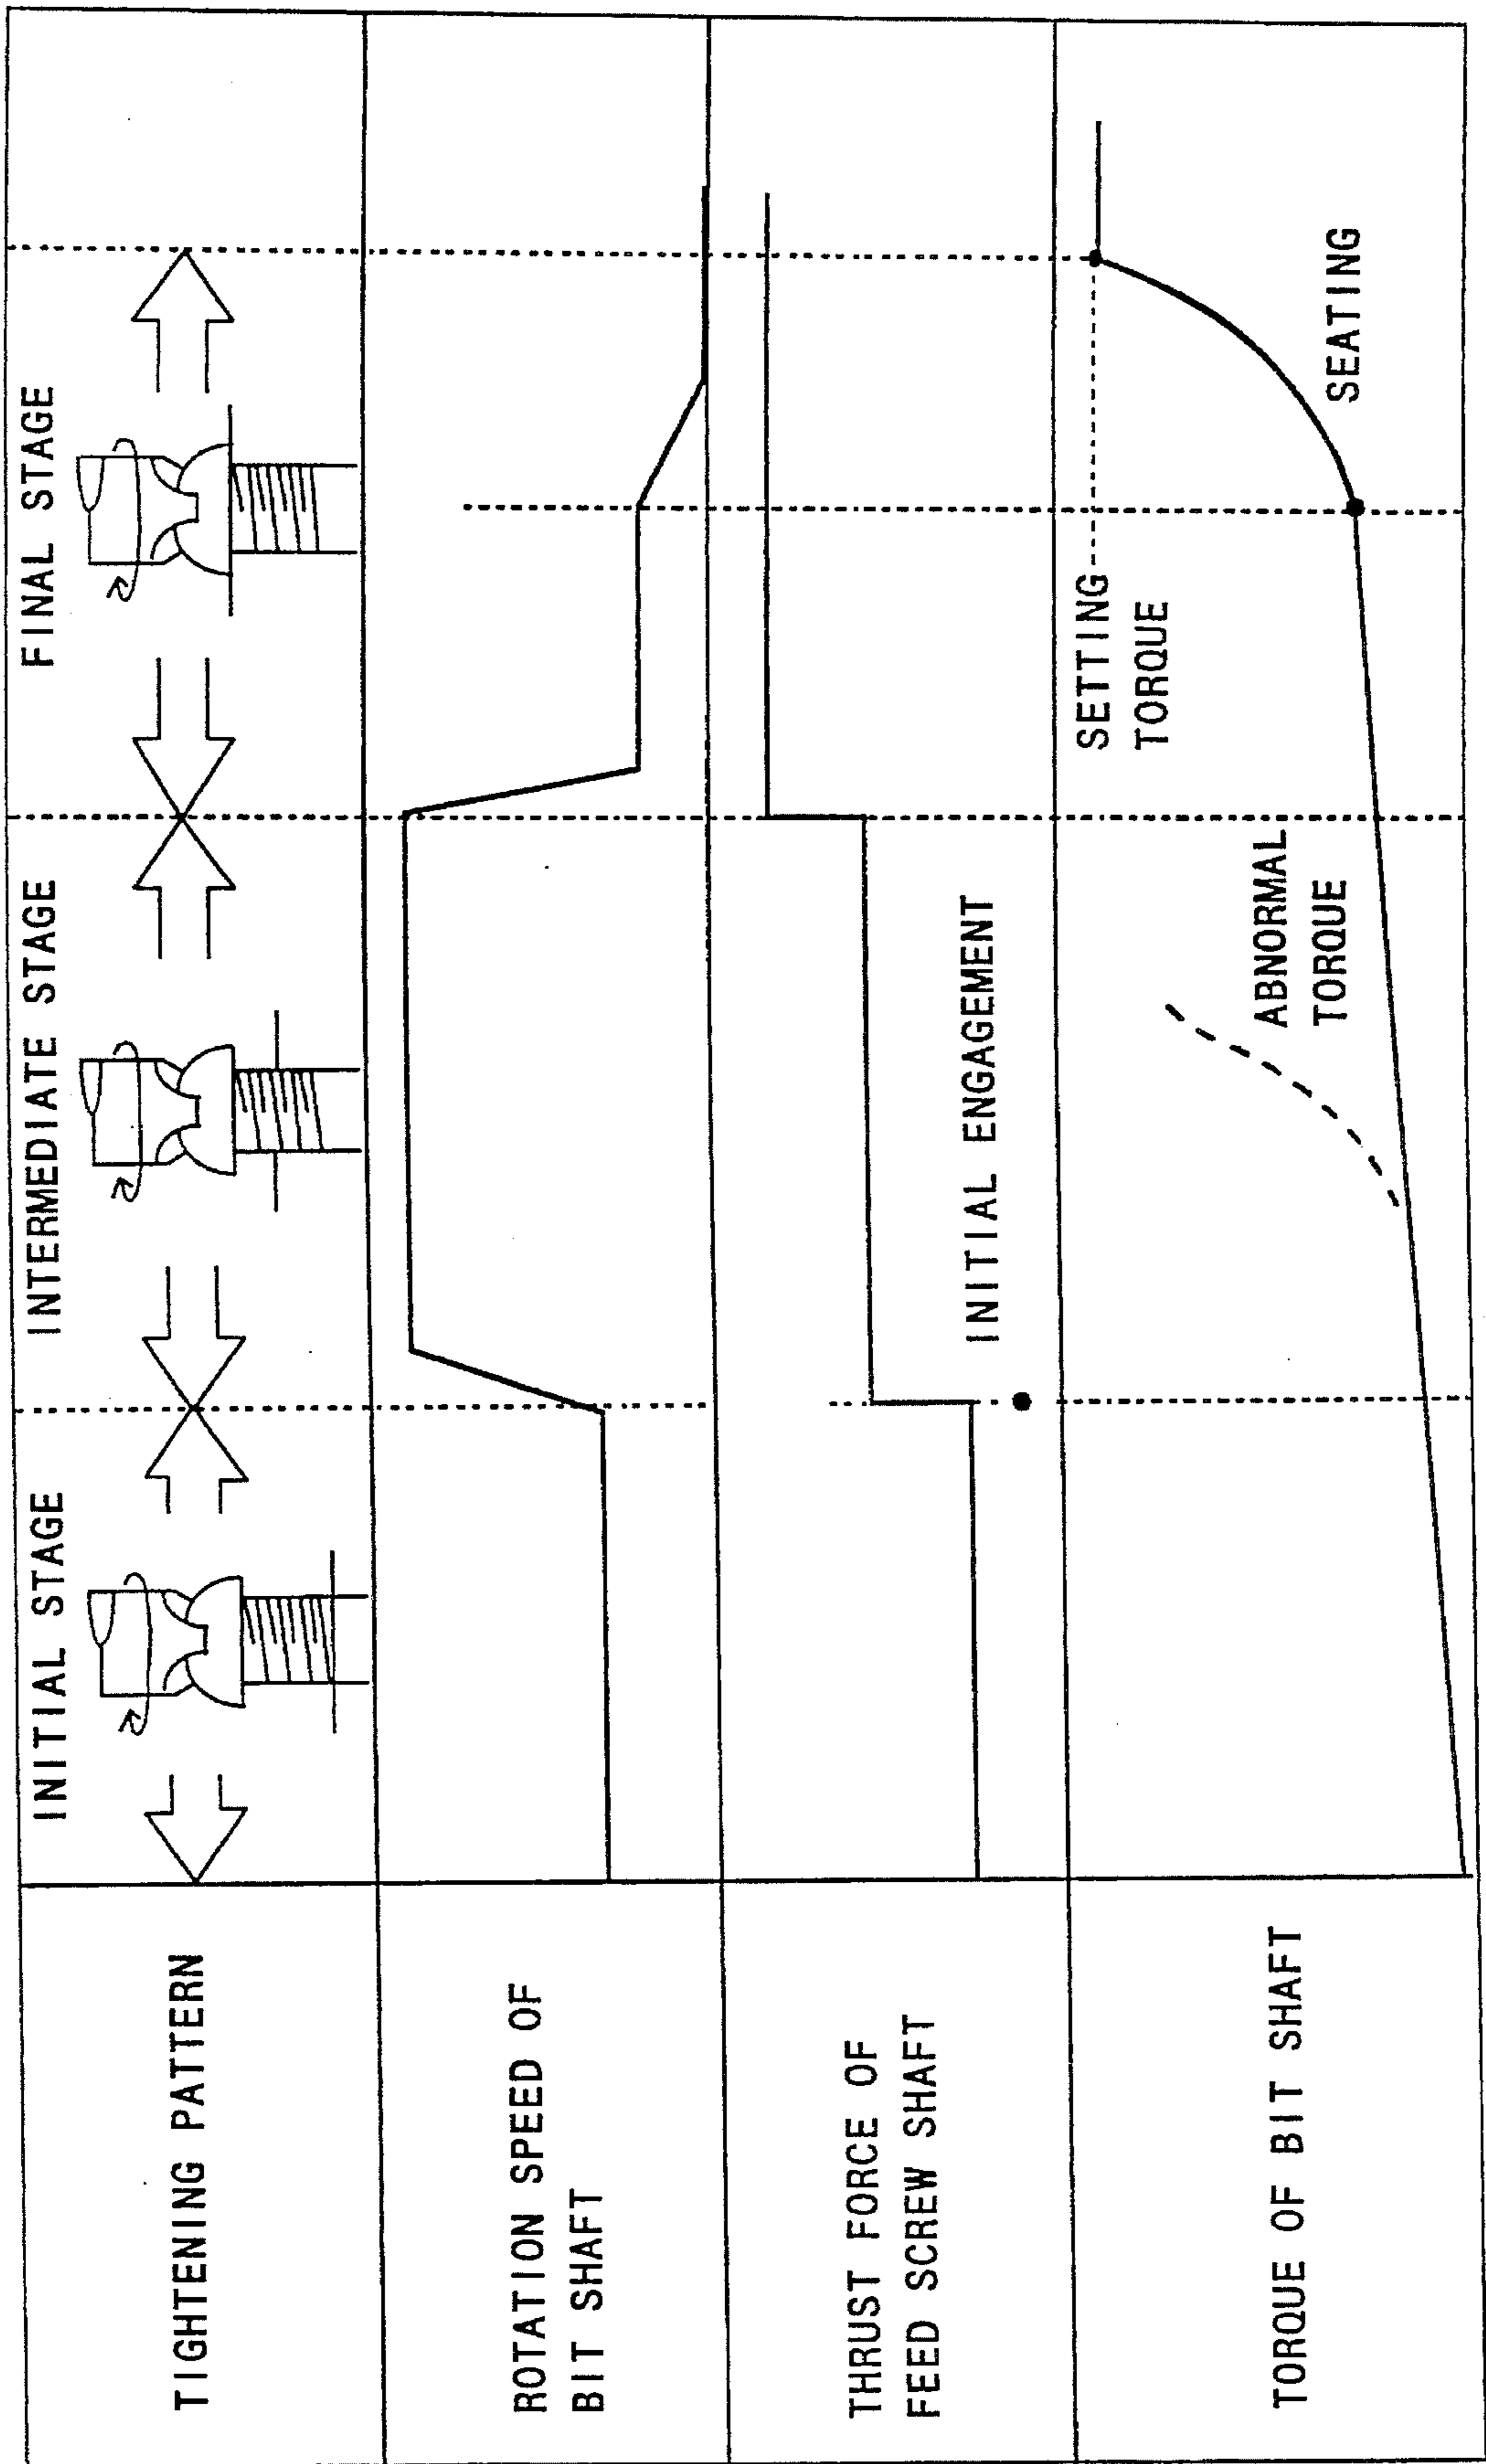 TIGHTENING PATTERN
INITIAL STAGE
INTERMEDIATE STAGE
FINAL STAGE
ROTATION SPEED OF
BIT SHAFT
THRUST FORCE OF
FEED SCREW SHAFT
INITIAL ENGAGEMENT
TORQUE OF BIT SHAFT
ABNORMAL
TORQUE
SETTING
TORQUE
SEATING